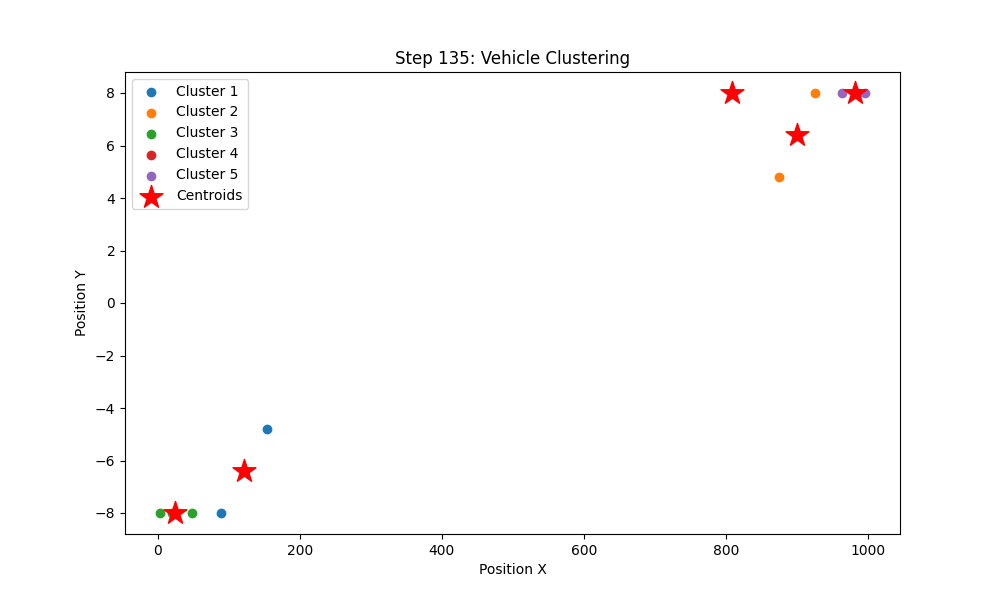 Step 135: Vehicle Clustering
Cluster 1
Cluster 2
Cluster 3
Cluster 4
Cluster 5
Centroids
8
6
4
2
0
−2
−4
−6
−8
Position Y
0 200 400 600 800 1000
Position X